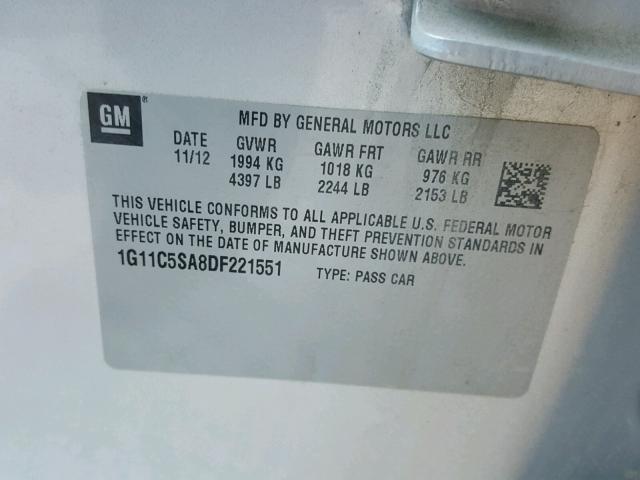 GM®
MFD BY GENERAL MOTORS LLC
DATE GVWR GAWR FRT GAWR RR
11/12 1994 KG 1018 KG 976 KG
4397 LB 2244 LB 2153 LB
THIS VEHICLE CONFORMS TO ALL APPLICABLE U.S. FEDERAL MOTOR
VEHICLE SAFETY, BUMPER, AND THEFT PREVENTION STANDARDS IN
EFFECT ON THE DATE OF MANUFACTURE SHOWN ABOVE.
1G11C5SA8DF221551 TYPE: PASS CAR